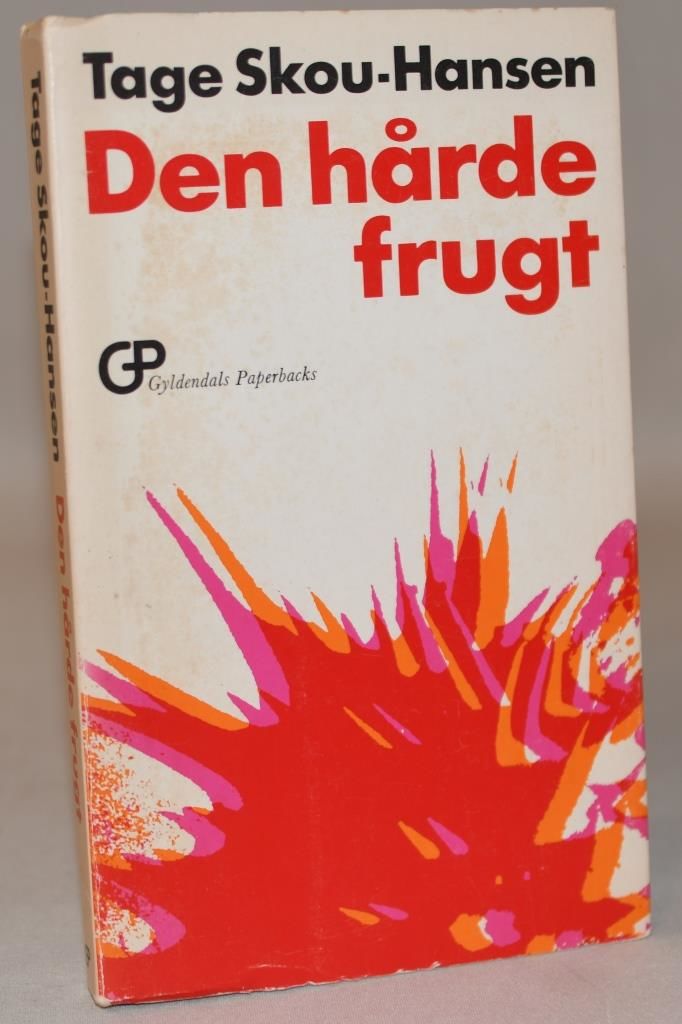 Tage Skou-Hansen
Den hårde
frugt
GP
Gyldendals Paperbacks
Tage Skou-Hansen Den hårde frugt